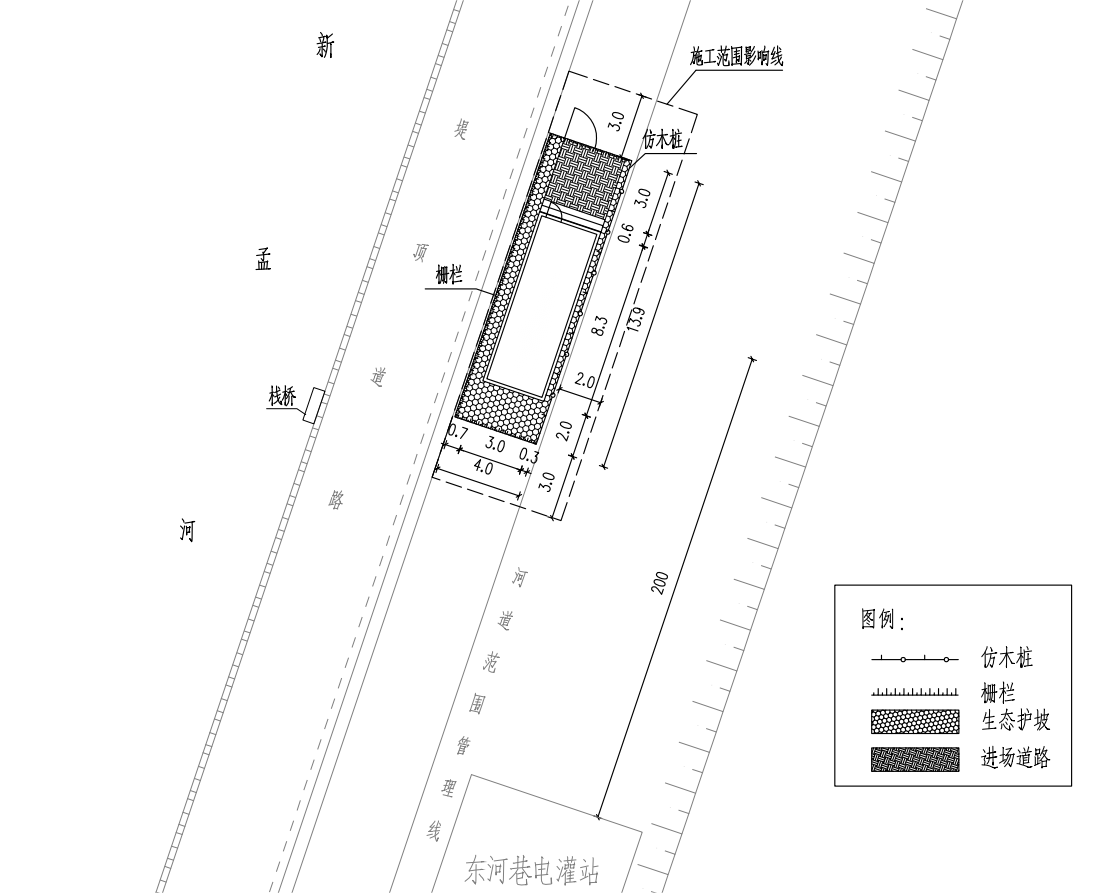 新孟河
堤顶道路
施工范围影响线
仿木桩
栅栏
栈桥
3.0
3.0
0.6
8.3
13.9
2.0
2.0
0.7
3.0
0.3
4.0
3.0
200
河道范围管理线
东河巷电灌站
图例：
仿木桩
栅栏
生态护坡
进场道路